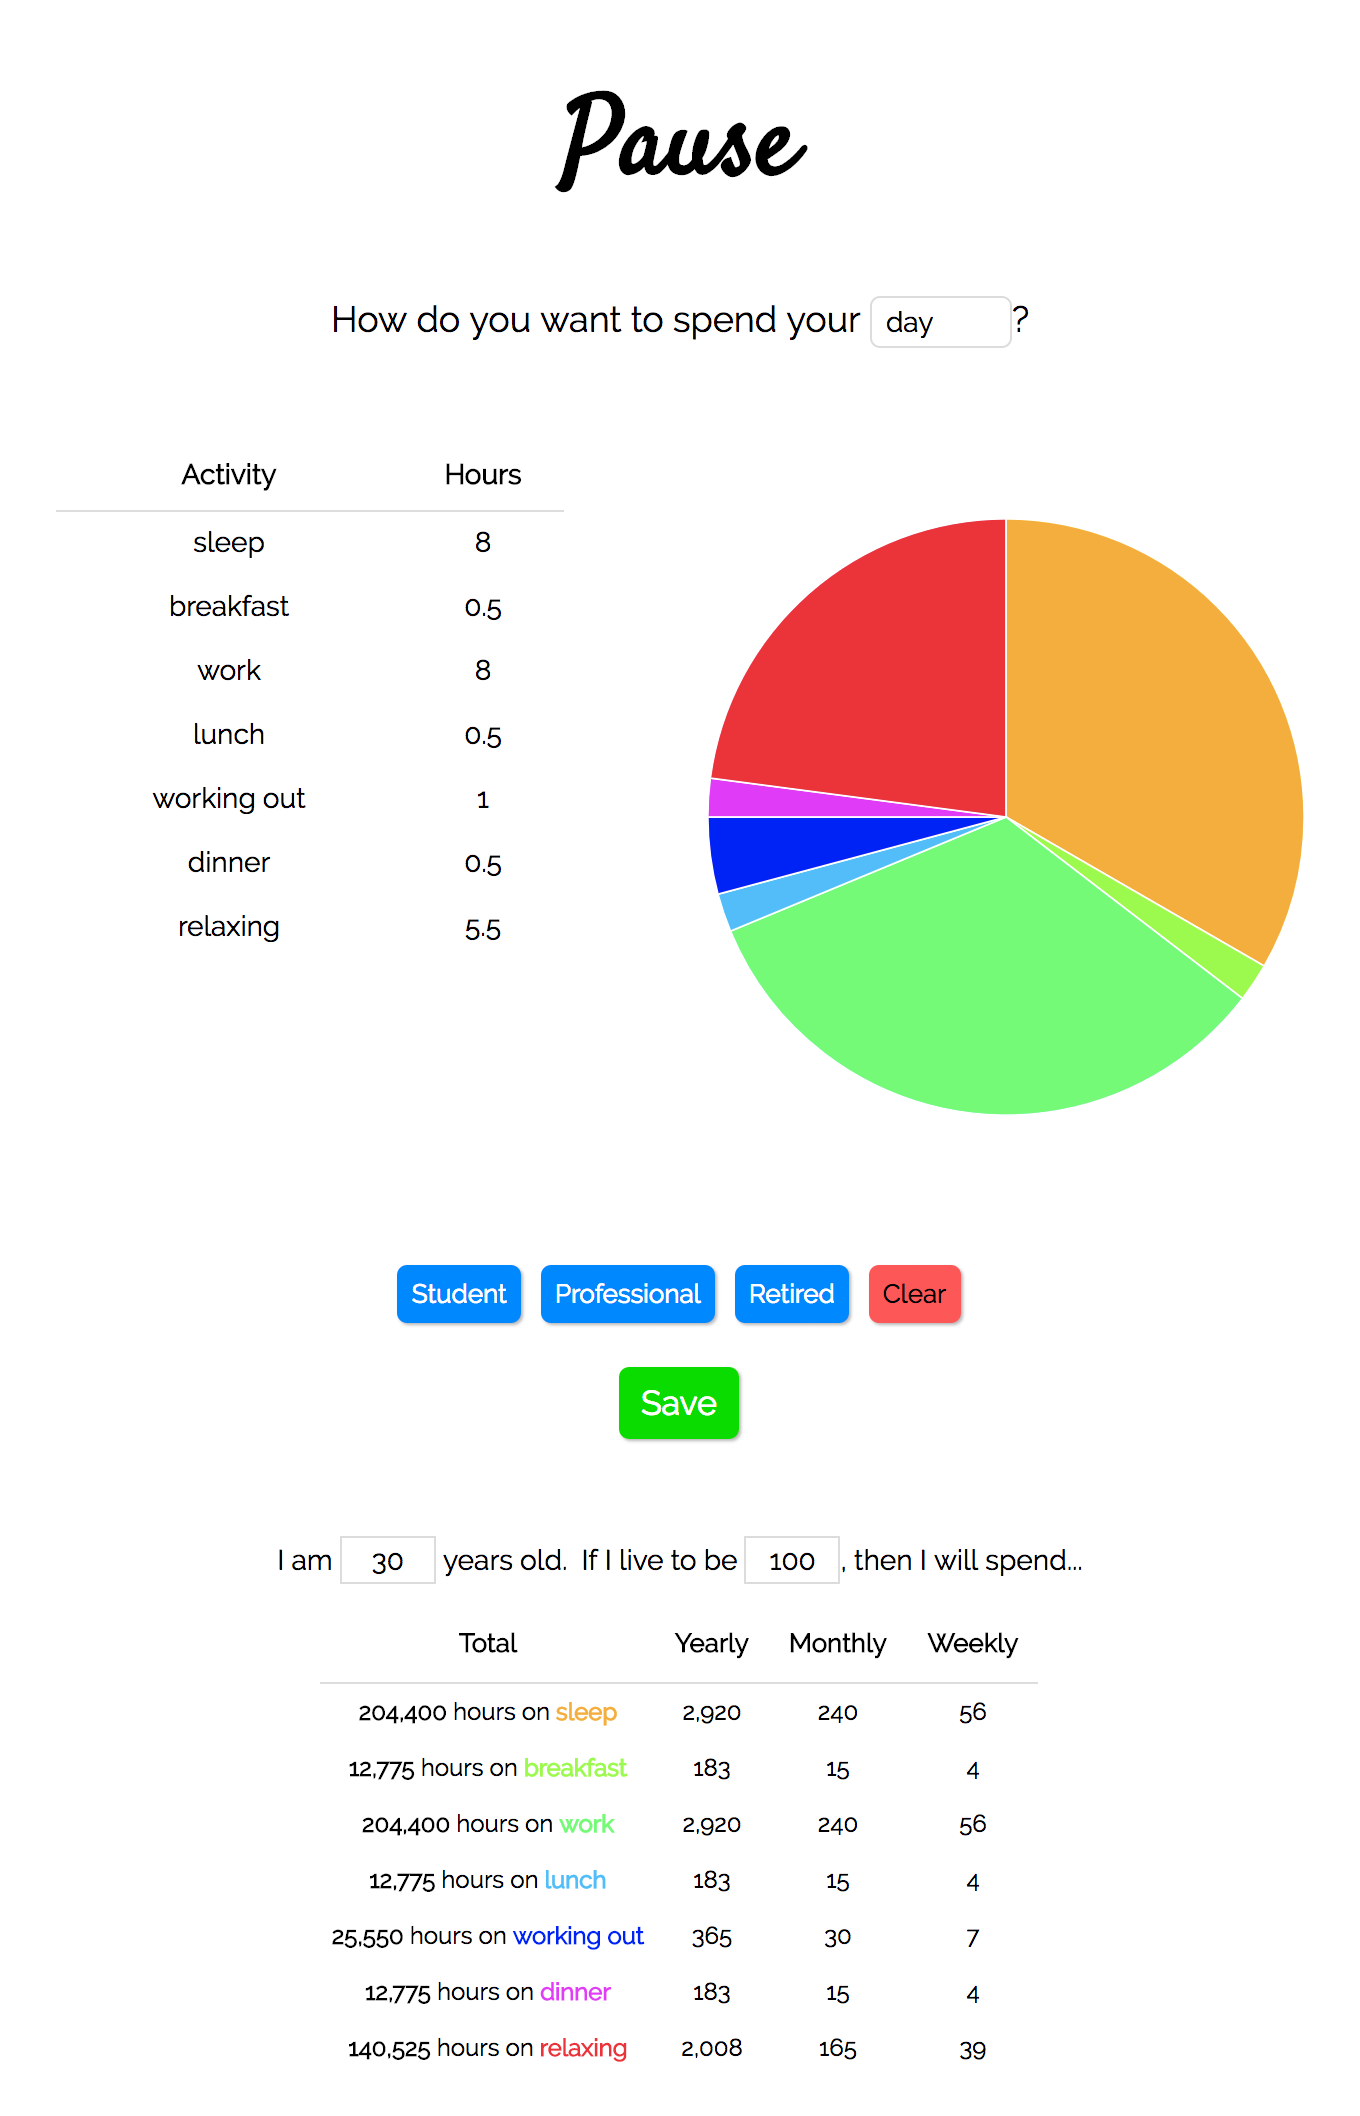 Pause
How do you want to spend your day ?
Activity Hours
sleep 8
breakfast 0.5
work 8
lunch 0.5
working out 1
dinner 0.5
relaxing 5.5
Student Professional Retired Clear
Save
I am 30 years old. If I live to be 100 , then I will spend...
Total Yearly Monthly Weekly
204,400 hours on sleep 2,920 240 56
12,775 hours on breakfast 183 15 4
204,400 hours on work 2,920 240 56
12,775 hours on lunch 183 15 4
25,550 hours on working out 365 30 7
12,775 hours on dinner 183 15 4
140,525 hours on relaxing 2,008 165 39